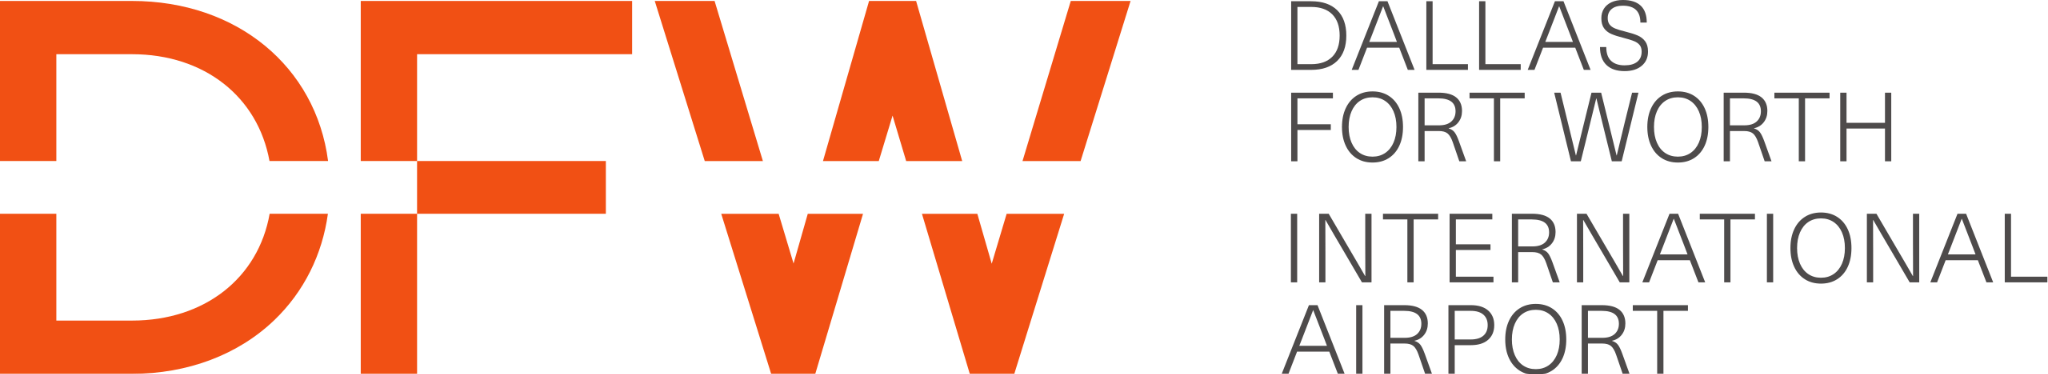 DFW
DALLAS
FORT WORTH
INTERNATIONAL
AIRPORT